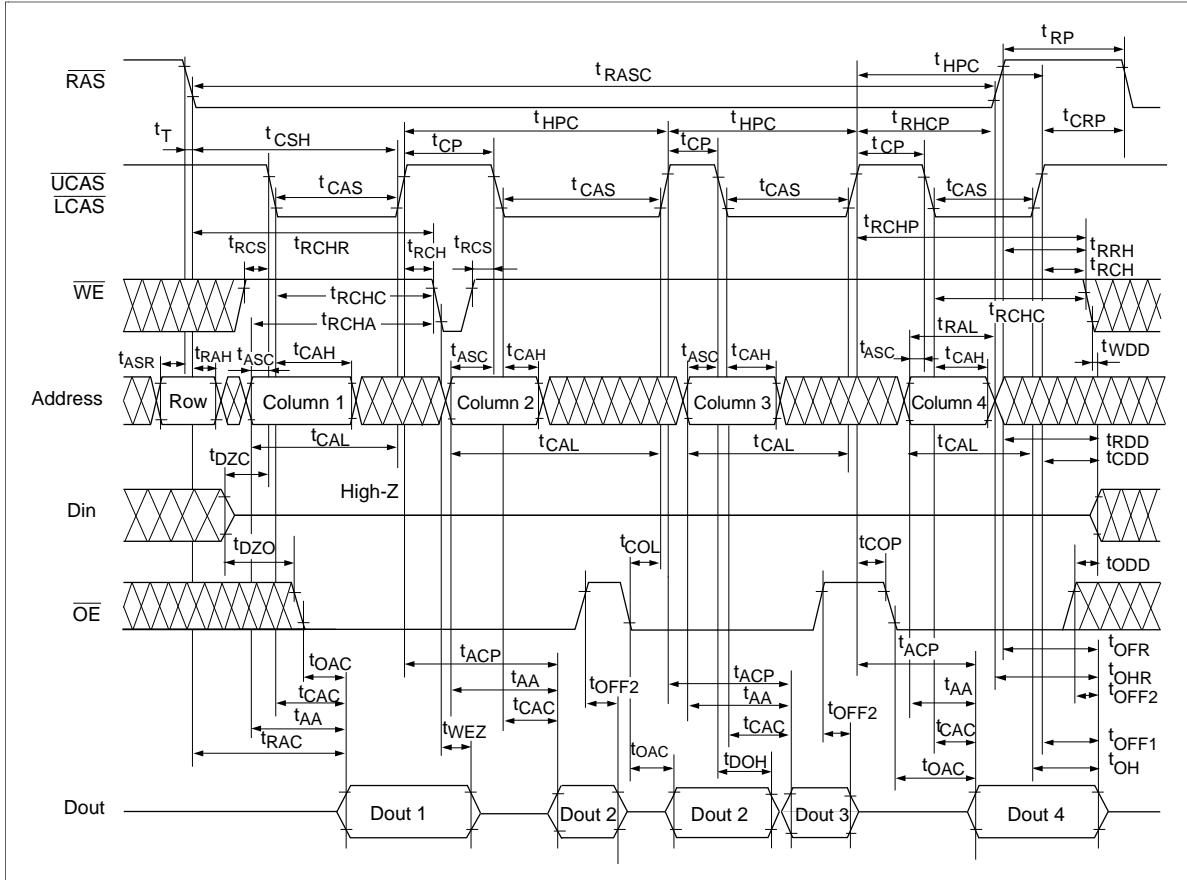 tRP
tHPC
tRASC
RAS
tT
tCSH
tHPC
tHPC
tRHCP
tCRP
tCP
tCP
tCP
UCAS
LCAS
tCAS
tCAS
tCAS
tCAS
tRCS
tRCHR
tRCH
tRCS
tRCHP
tRRH
tRCH
WE
tRCHC
tRCHA
tRCHC
tRAL
tWDD
tASR
tRAH
tASC
tCAH
tASC
tCAH
tASC
tCAH
tASC
tCAH
Address
Row
Column 1
Column 2
Column 3
Column 4
tCAL
tCAL
tCAL
tCAL
tRDD
tCDD
tDZC
High-Z
Din
tDZO
tCOL
tCOP
tODD
OE
tOAC
tCAC
tAA
tRAC
tACP
tAA
tCAC
tWEZ
tOFF2
tOAC
tACP
tAA
tCAC
tDOH
tOFF2
tACP
tAA
tCAC
tOAC
tOFR
tOHR
tOFF2
tOFF1
tOH
Dout
Dout 1
Dout 2
Dout 2
Dout 3
Dout 4